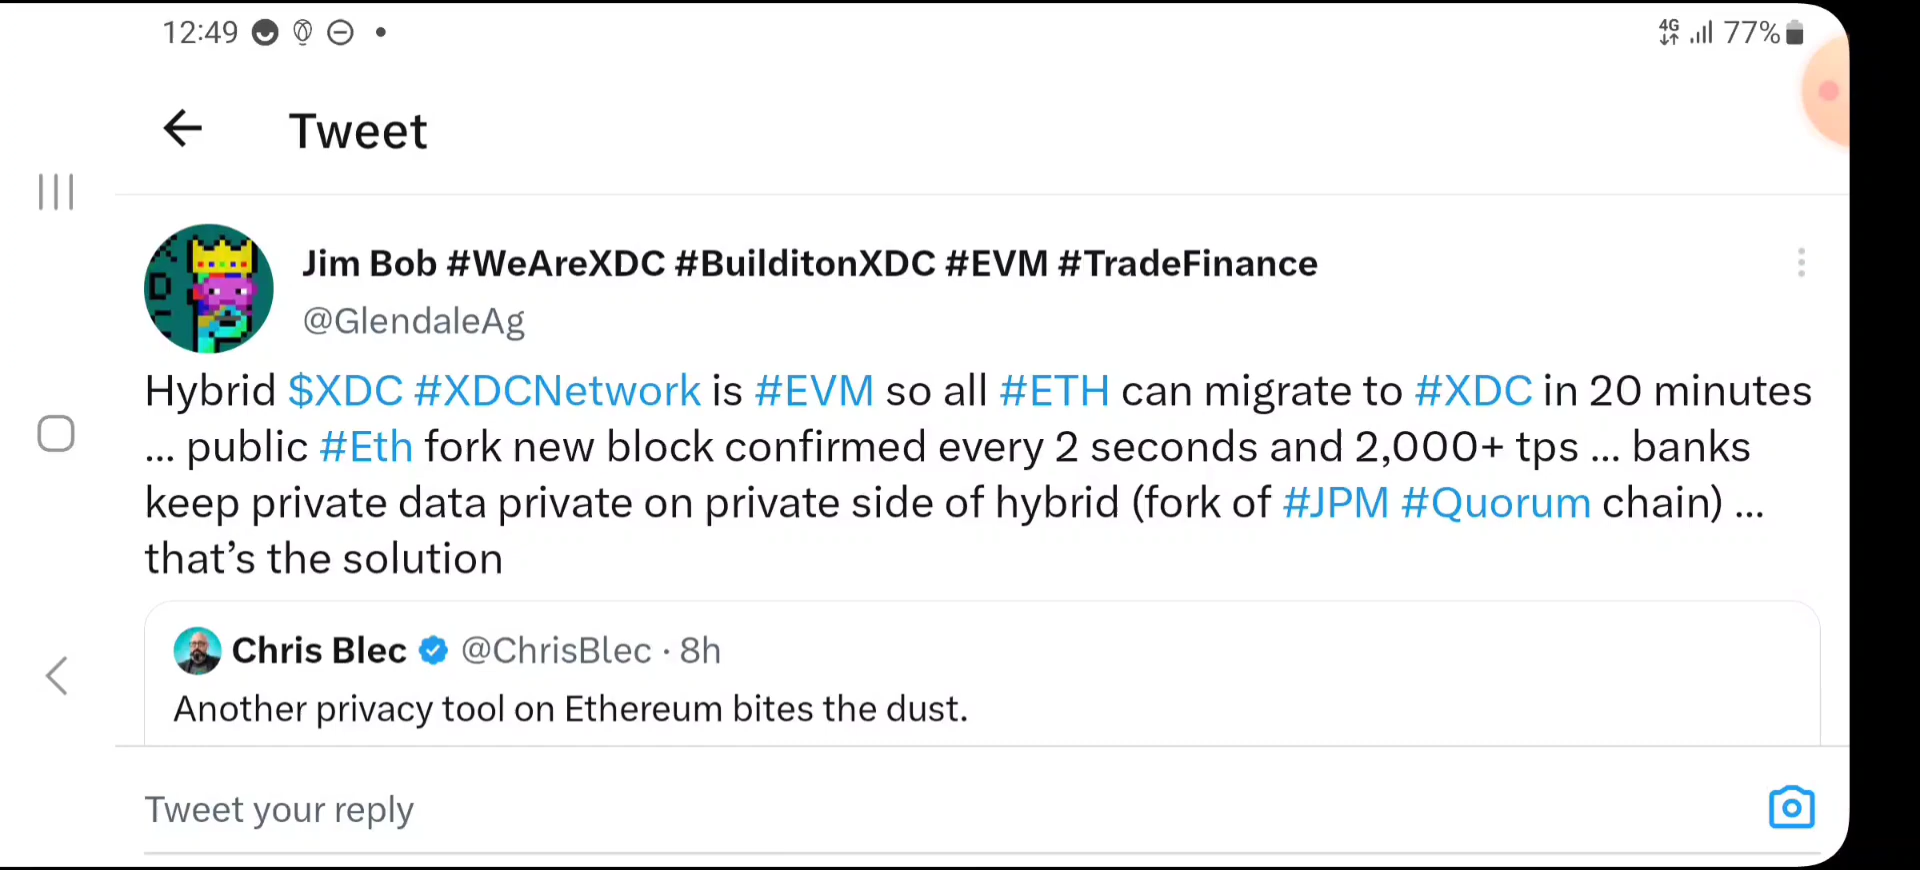 12:49
4G 77%
Tweet
Jim Bob #WeAreXDC #BuilditonXDC #EVM #TradeFinance
@GlendaleAg
Hybrid $XDC #XDCNetwork is #EVM so all #ETH can migrate to #XDC in 20 minutes
... public #Eth fork new block confirmed every 2 seconds and 2,000+ tps ... banks
keep private data private on private side of hybrid (fork of #JPM #Quorum chain) ...
that’s the solution
Chris Blec @ChrisBlec · 8h
Another privacy tool on Ethereum bites the dust.
Tweet your reply